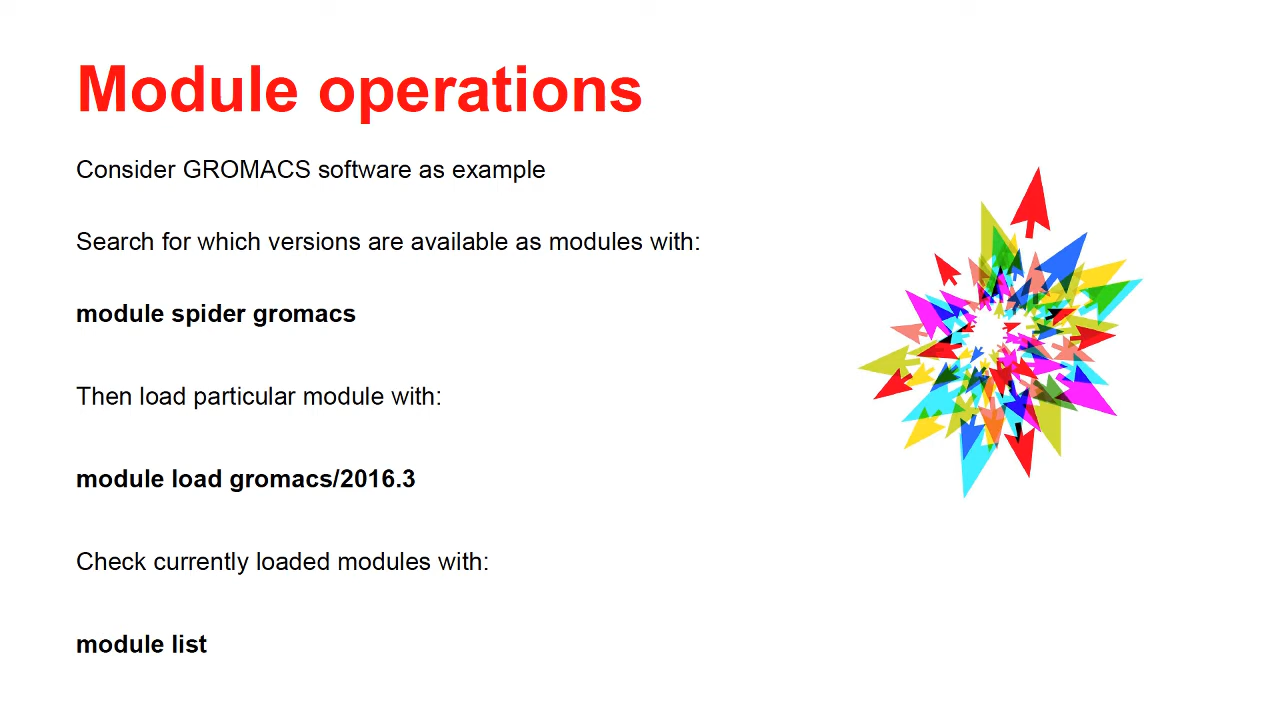 Module operations
Consider GROMACS software as example
Search for which versions are available as modules with:
module spider gromacs
Then load particular module with:
module load gromacs/2016.3
Check currently loaded modules with:
module list